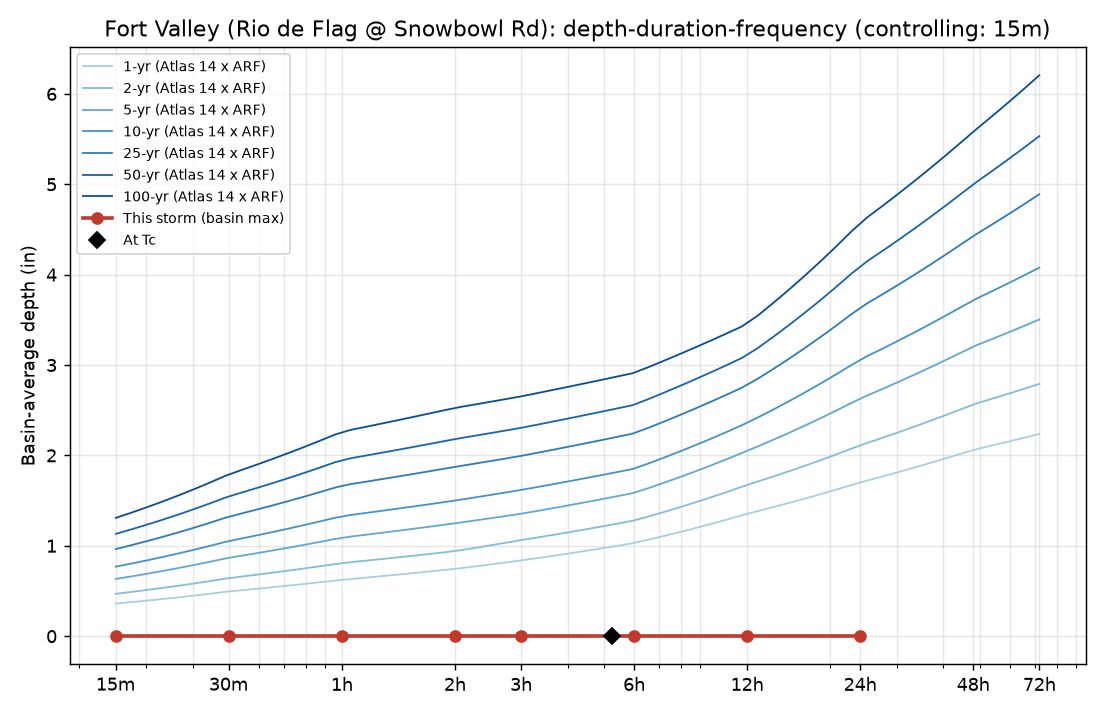 Fort Valley (Rio de Flag @ Snowbowl Rd): depth-duration-frequency (controlling: 15m)
1-yr (Atlas 14 x ARF)
2-yr (Atlas 14 x ARF)
5-yr (Atlas 14 x ARF)
10-yr (Atlas 14 x ARF)
25-yr (Atlas 14 x ARF)
50-yr (Atlas 14 x ARF)
100-yr (Atlas 14 x ARF)
This storm (basin max)
At Tc
Basin-average depth (in)
6
5
4
3
2
1
0
15m 30m 1h 2h 3h 6h 12h 24h 48h 72h